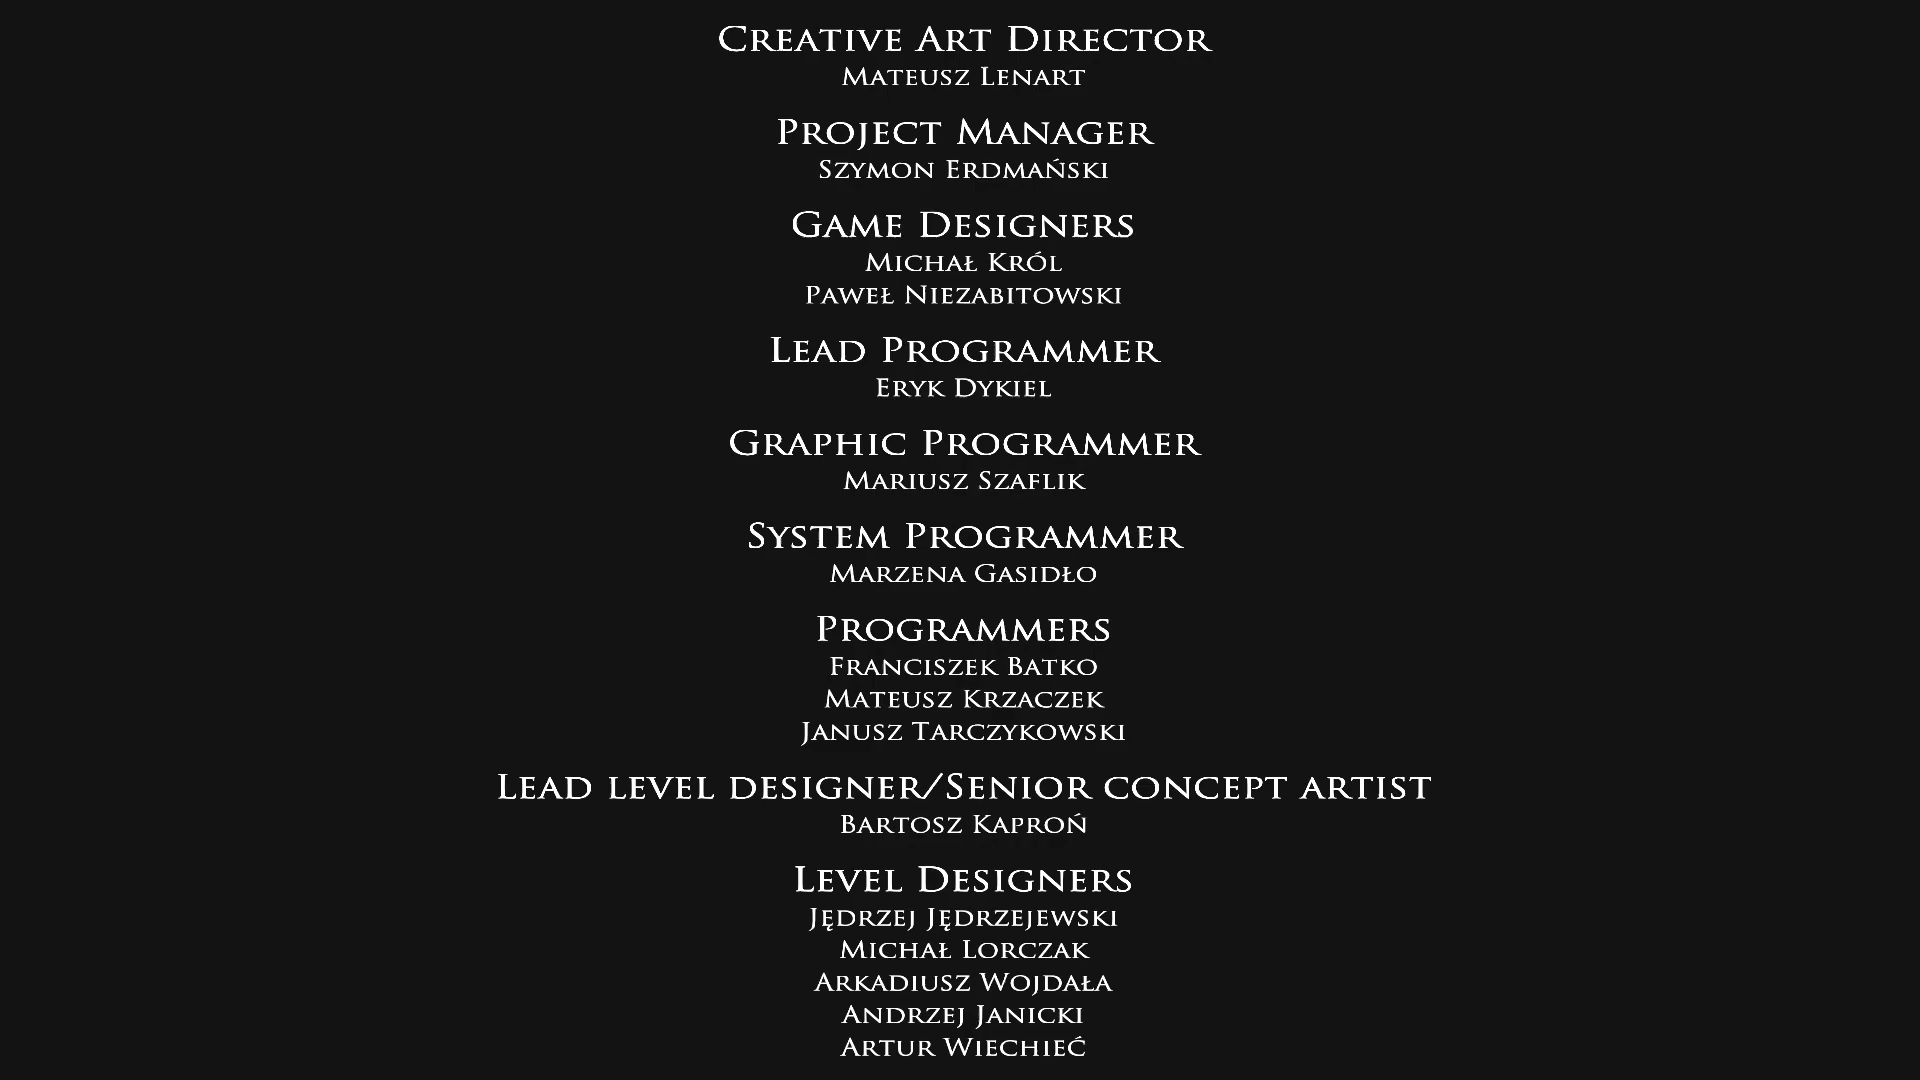 Creative Art Director
Mateusz Lenart
Project Manager
Szymon Erdmański
Game Designers
Michał Król
Paweł Niezabitowski
Lead Programmer
Eryk Dykiel
Graphic Programmer
Mariusz Szaflik
System Programmer
Marzena Gasidło
Programmers
Franciszek Batko
Mateusz Krzaczek
Janusz Tarczykowski
Lead level designer/Senior concept artist
Bartosz Kaproń
Level Designers
Jędrzej Jędrzejewski
Michał Lorczak
Arkadiusz Wojdała
Andrzej Janicki
Artur Wiechieć